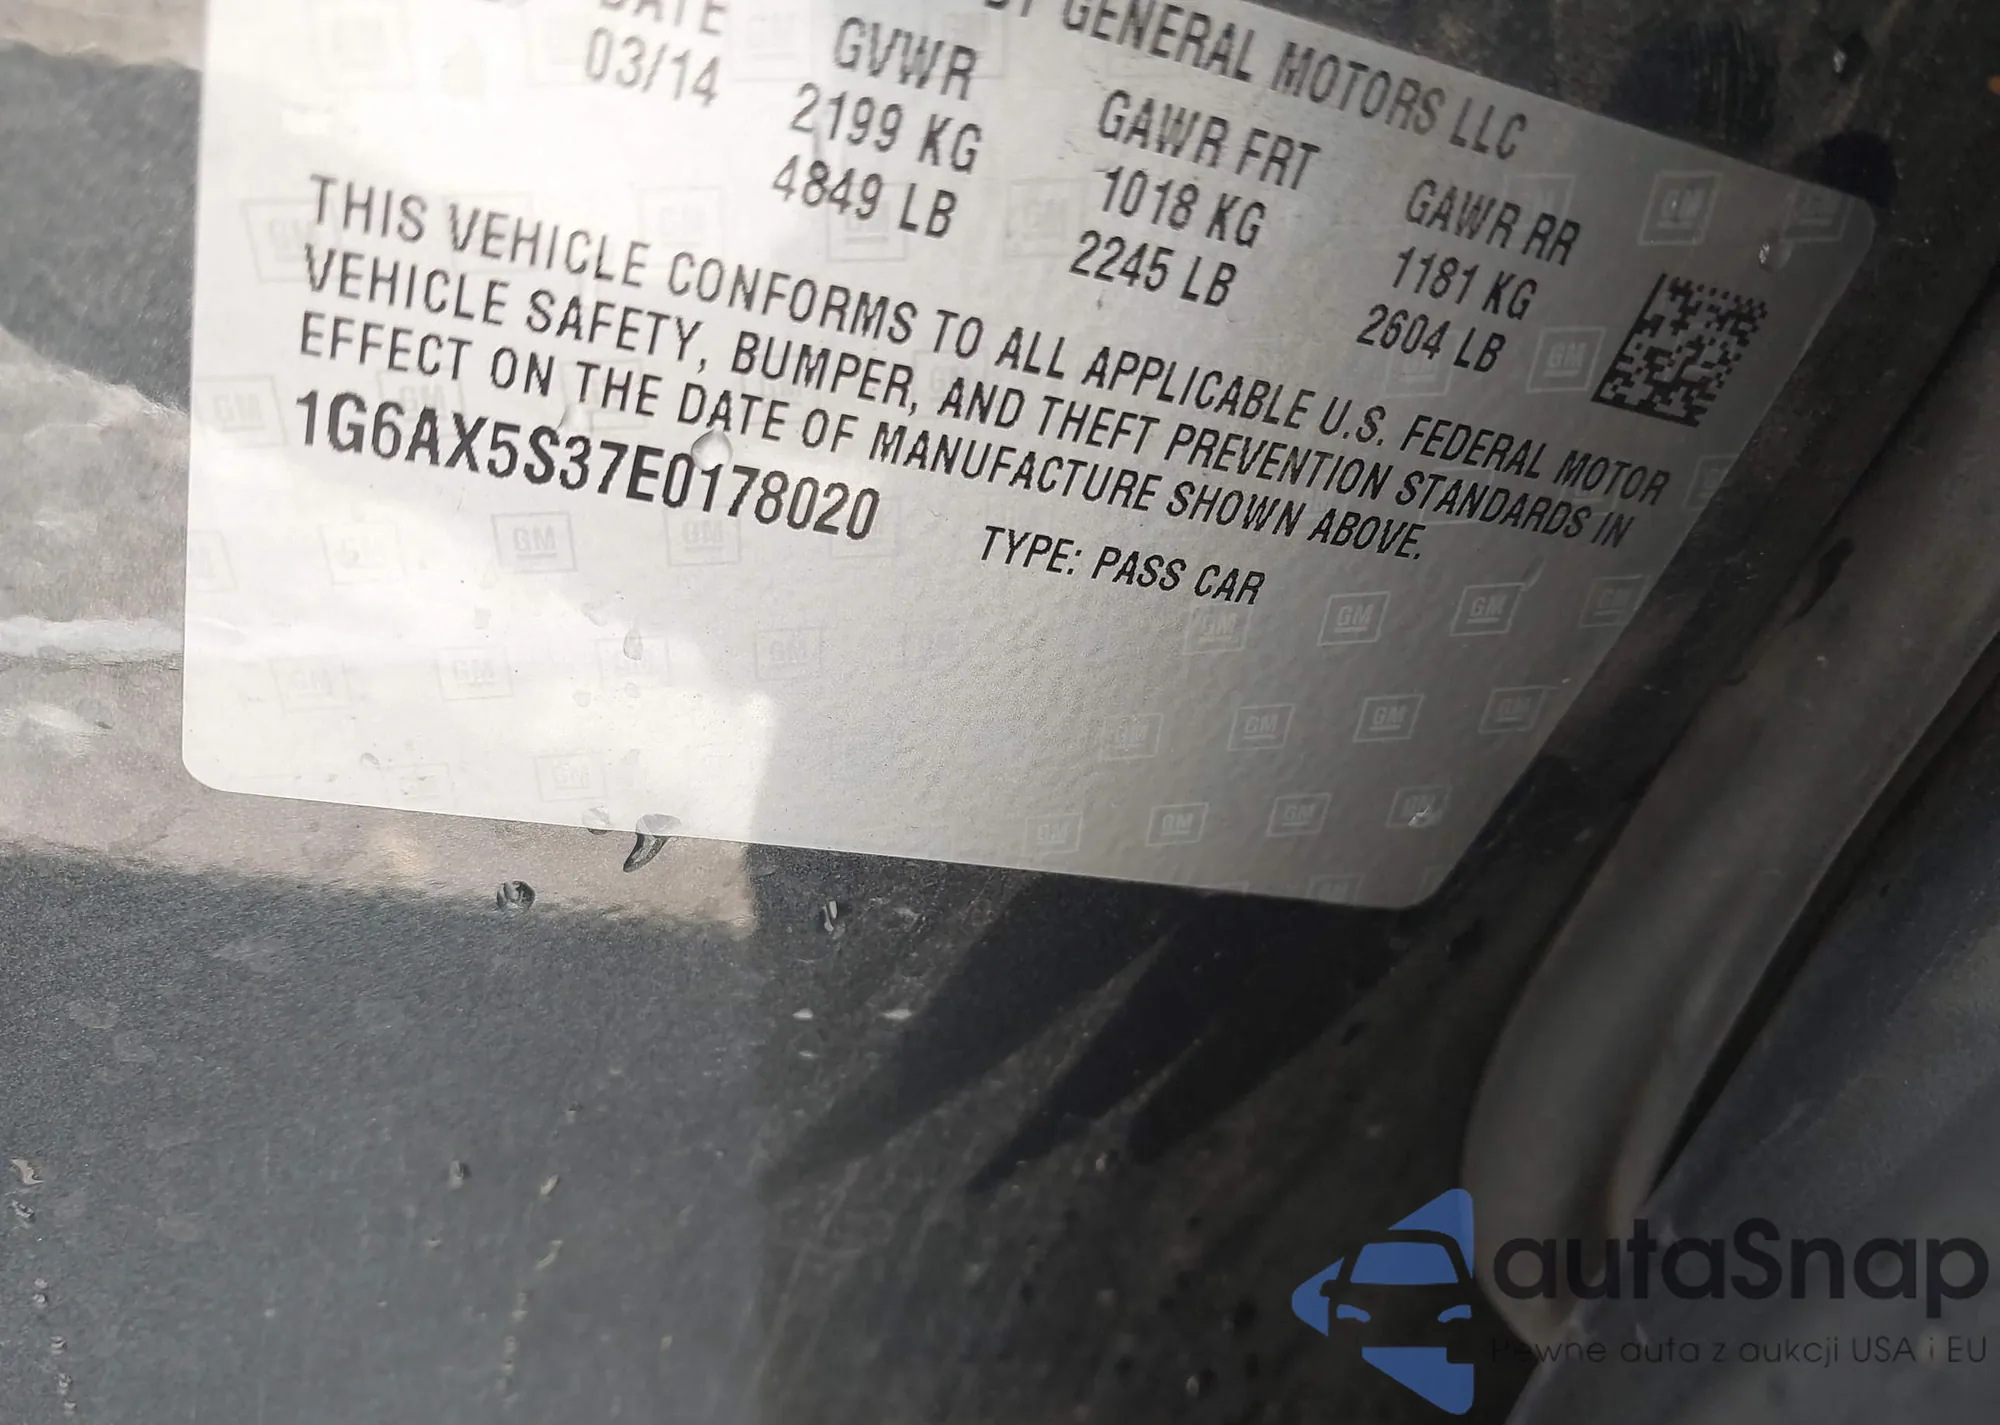 DATE
03/14
BY GENERAL MOTORS LLC
GVWR
2199 KG
4849 LB
GAWR FRT
1018 KG
2245 LB
GAWR RR
1181 KG
2604 LB
THIS VEHICLE CONFORMS TO ALL APPLICABLE U.S. FEDERAL MOTOR
VEHICLE SAFETY, BUMPER, AND THEFT PREVENTION STANDARDS IN
EFFECT ON THE DATE OF MANUFACTURE SHOWN ABOVE.
1G6AX5S37E0178020
TYPE: PASS CAR
GM
autaSnap
Pewne auta z aukcji USA i EU